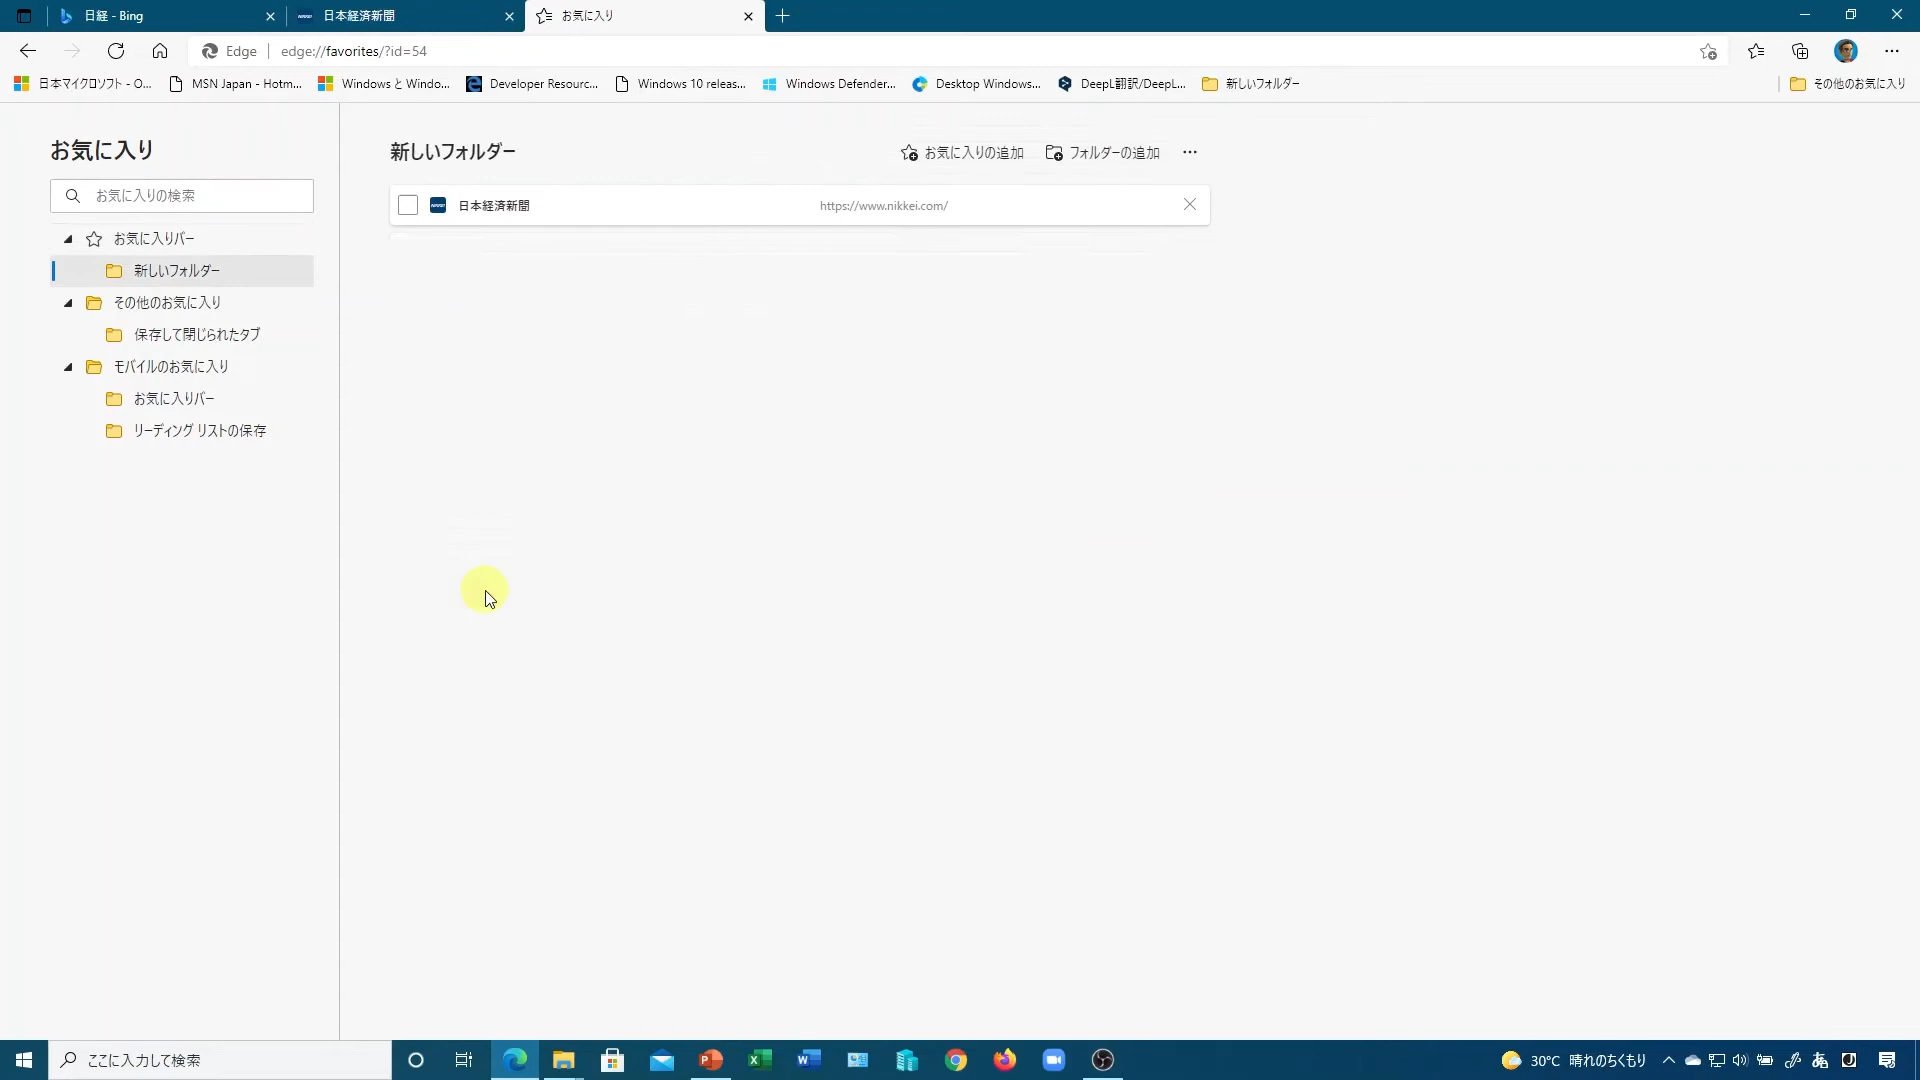 日経 - Bing
日本経済新聞
お気に入り
Edge
edge://favorites/?id=54
日本マイクロソフト - O...
MSN Japan - Hotm...
Windows と Windo...
Developer Resourc...
Windows 10 releas...
Windows Defender...
Desktop Windows...
DeepL翻訳/DeepL...
新しいフォルダー
その他のお気に入り
お気に入り
お気に入りの検索
お気に入りバー
新しいフォルダー
その他のお気に入り
保存して閉じられたタブ
モバイルのお気に入り
お気に入りバー
リーディング リストの保存
新しいフォルダー
お気に入りの追加
フォルダーの追加
日本経済新聞
https://www.nikkei.com/
ここに入力して検索
30°C 晴れのちくもり
あ